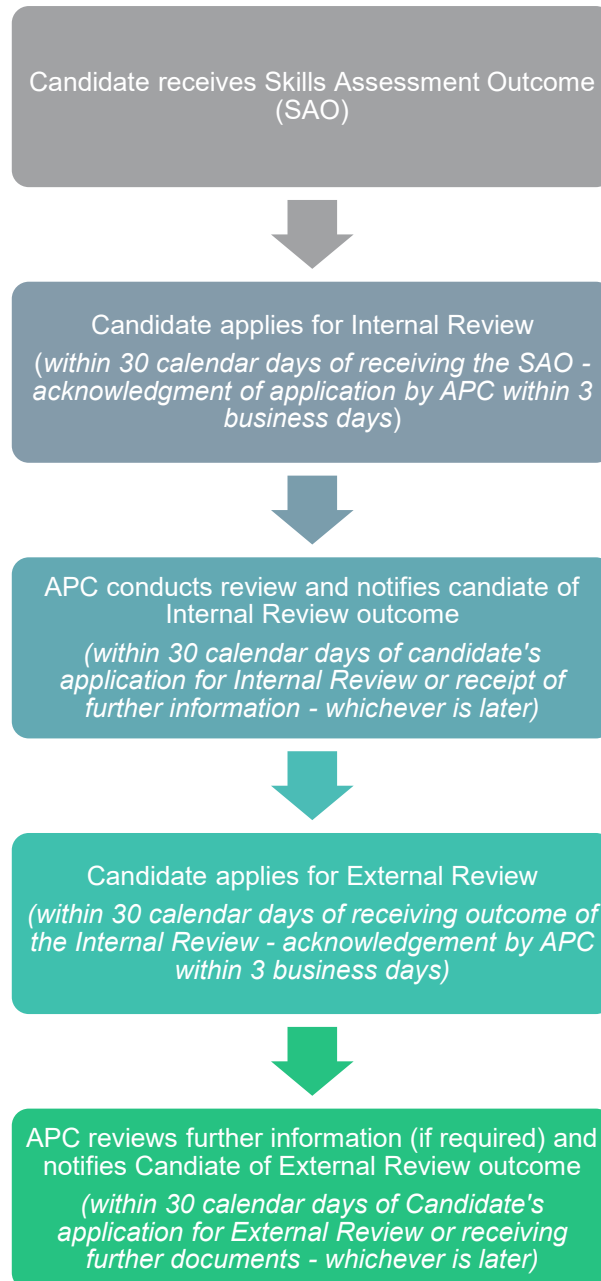 Candidate receives Skills Assessment Outcome
(SAO)
Candidate applies for Internal Review
(within 30 calendar days of receiving the SAO -
acknowledgment of application by APC within 3
business days)
APC conducts review and notifies candiate of
Internal Review outcome
(within 30 calendar days of candidate's
application for Internal Review or receipt of
further information - whichever is later)
Candidate applies for External Review
(within 30 calendar days of receiving outcome of
the Internal Review - acknowledgement by APC
within 3 business days)
APC reviews further information (if required) and
notifies Candiate of External Review outcome
(within 30 calendar days of Candidate's
application for External Review or receiving
further documents - whichever is later)